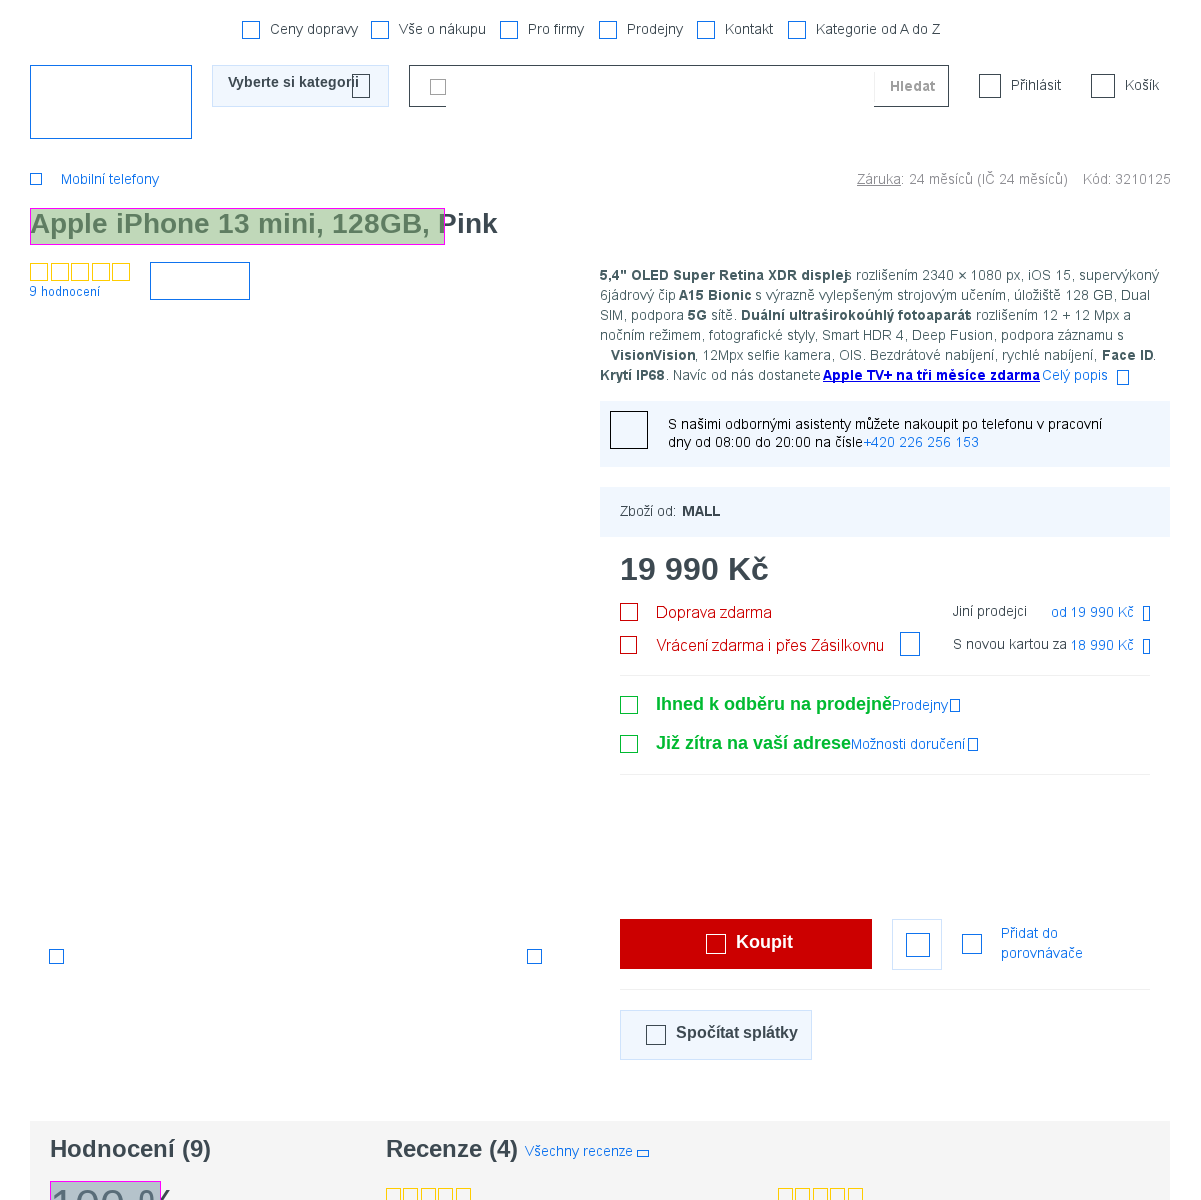 Ceny dopravy Vše o nákupu Pro firmy Prodejny Kontakt Kategorie od A do Z
Vyberte si kategorii Hledat Přihlásit Košík
Mobilní telefony Záruka: 24 měsíců (IČ 24 měsíců) Kód: 3210125
Apple iPhone 13 mini, 128GB, Pink
9 hodnocení
5,4" OLED Super Retina XDR displej s rozlišením 2340 × 1080 px, iOS 15, supervýkoný
6jádrový čip A15 Bionic s výrazně vylepšeným strojovým učením, úložiště 128 GB, Dual
SIM, podpora 5G sítě. Duální ultraširokoúhlý fotoaparát s rozlišením 12 + 12 Mpx a
nočním režimem, fotografické styly, Smart HDR 4, Deep Fusion, podpora záznamu s
VisionVision, 12Mpx selfie kamera, OIS. Bezdrátové nabíjení, rychlé nabíjení, Face ID.
Krytí IP68. Navíc od nás dostanete Apple TV+ na tři měsíce zdarma Celý popis
S našimi odbornými asistenty můžete nakoupit po telefonu v pracovní
dny od 08:00 do 20:00 na čísle +420 226 256 153
Zboží od: MALL
19 990 Kč
Doprava zdarma Jiní prodejci od 19 990 Kč
Vrácení zdarma i přes Zásilkovnu S novou kartou za 18 990 Kč
Ihned k odběru na prodejně Prodejny
Již zítra na vaší adrese Možnosti doručení
Koupit Přidat do
porovnávače
Spočítat splátky
Hodnocení (9) Recenze (4) Všechny recenze
100 %